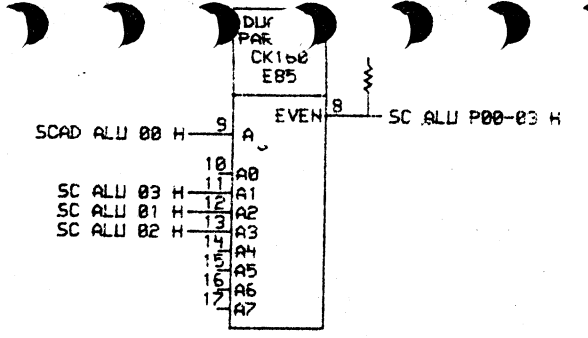 PAR
CK160
E85
EVEN 8 SC ALU P00-03 H
SCAD ALU 00 H 9 A
10 A0
SC ALU 03 H 11 A1
SC ALU 01 H 12 A2
SC ALU 02 H 13 A3
14 A4
15 A5
16 A6
17 A7